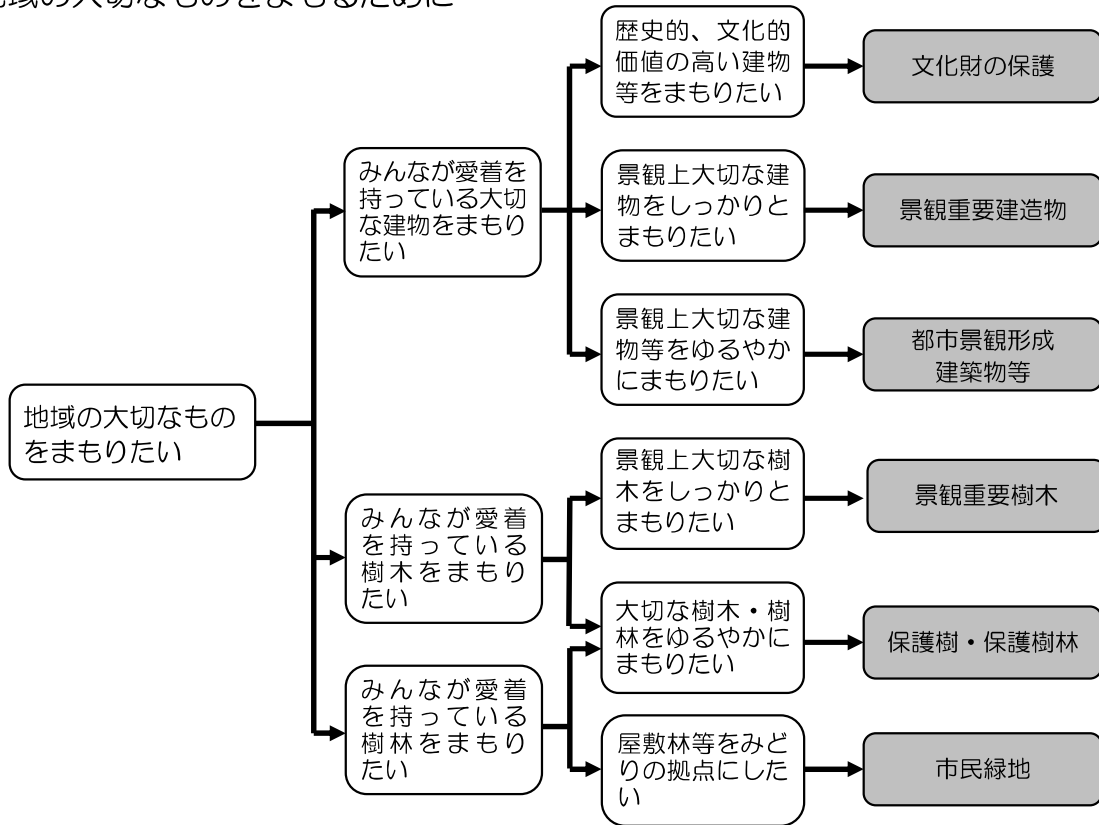 域の大切なものをまもるために
地域の大切なもの
をまもりたい
みんなが愛着を
持っている大切
な建物をまもり
たい
歴史的、文化的
価値の高い建物
等をまもりたい
文化財の保護
景観上大切な建
物をしっかりと
まもりたい
景観重要建造物
景観上大切な建
物等をゆるやか
にまもりたい
都市景観形成
建築物等
みんなが愛着
を持っている
樹木をまもり
たい
景観上大切な樹
木をしっかりと
まもりたい
景観重要樹木
大切な樹木・樹
林をゆるやかに
まもりたい
保護樹・保護樹林
みんなが愛着
を持っている
樹林をまもり
たい
屋敷林等をみど
りの拠点にした
い
市民緑地